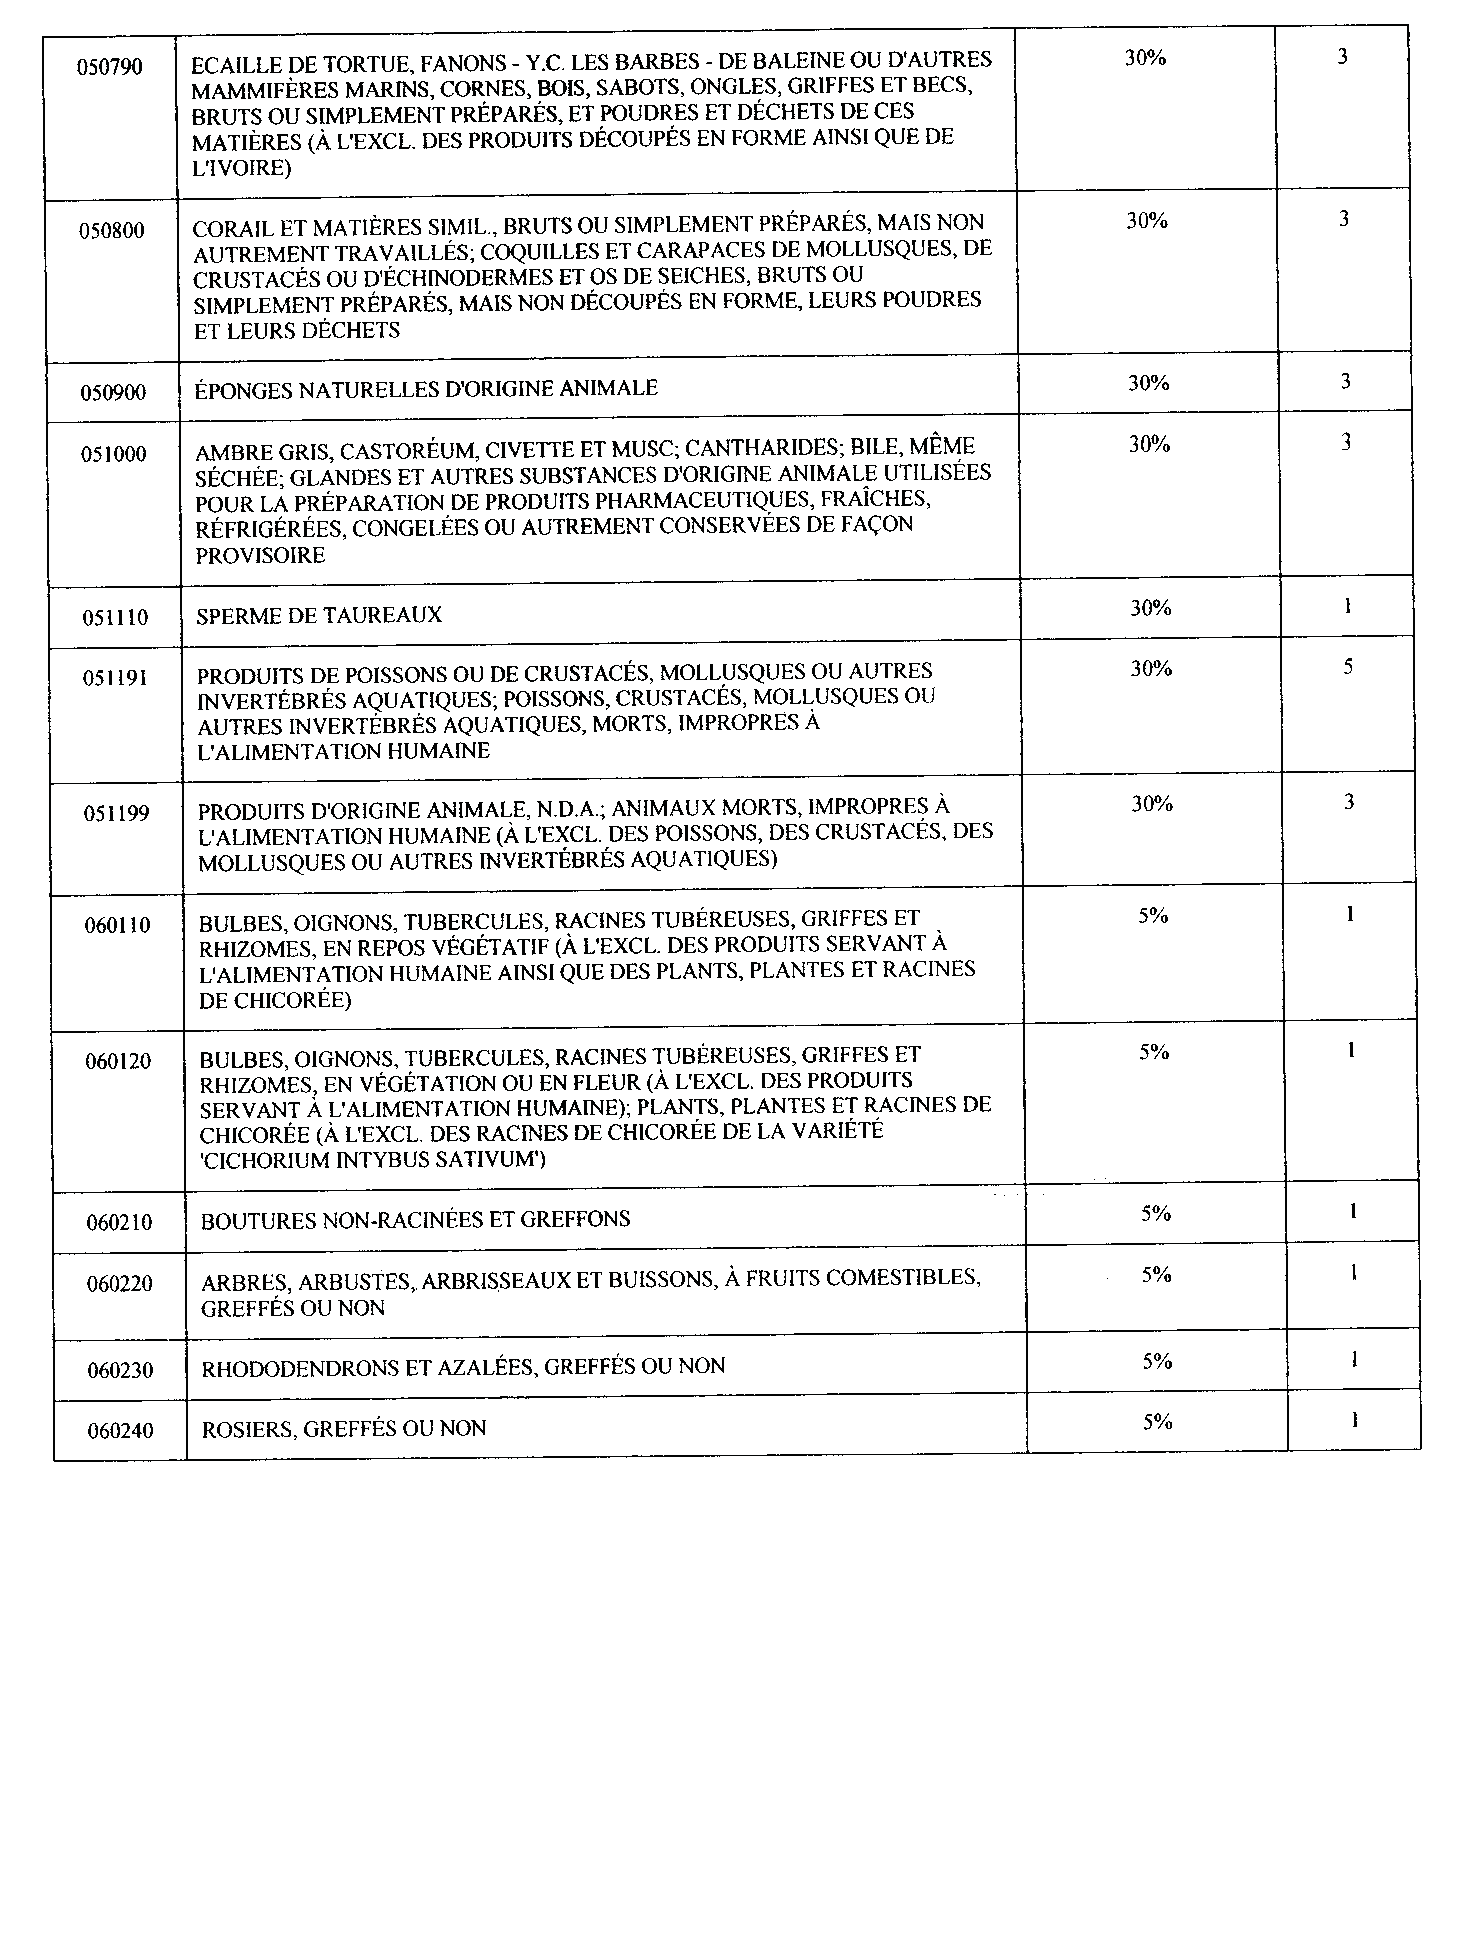 050790 ECAILLE DE TORTUE, FANONS - Y.C. LES BARBES - DE BALEINE OU D'AUTRES 30% 3
MAMMIFÈRES MARINS, CORNES, BOIS, SABOTS, ONGLES, GRIFFES ET BECS,
BRUTS OU SIMPLEMENT PRÉPARÉS, ET POUDRES ET DÉCHETS DE CES
MATIÈRES (À L'EXCL. DES PRODUITS DÉCOUPÉS EN FORME AINSI QUE DE
L'IVOIRE)
050800 CORAIL ET MATIÈRES SIMIL., BRUTS OU SIMPLEMENT PRÉPARÉS, MAIS NON 30% 3
AUTREMENT TRAVAILLÉS; COQUILLES ET CARAPACES DE MOLLUSQUES, DE
CRUSTACÉS OU D'ÉCHINODERMES ET OS DE SEICHES, BRUTS OU
SIMPLEMENT PRÉPARÉS, MAIS NON DÉCOUPÉS EN FORME, LEURS POUDRES
ET LEURS DÉCHETS
050900 ÉPONGES NATURELLES D'ORIGINE ANIMALE 30% 3
051000 AMBRE GRIS, CASTORÉUM, CIVETTE ET MUSC; CANTHARIDES; BILE, MÊME 30% 3
SÉCHÉE; GLANDES ET AUTRES SUBSTANCES D'ORIGINE ANIMALE UTILISÉES
POUR LA PRÉPARATION DE PRODUITS PHARMACEUTIQUES, FRAÎCHES,
RÉFRIGÉRÉES, CONGELÉES OU AUTREMENT CONSERVÉES DE FAÇON
PROVISOIRE
051110 SPERME DE TAUREAUX 30% 1
051191 PRODUITS DE POISSONS OU DE CRUSTACÉS, MOLLUSQUES OU AUTRES 30% 5
INVERTÉBRÉS AQUATIQUES; POISSONS, CRUSTACÉS, MOLLUSQUES OU
AUTRES INVERTÉBRÉS AQUATIQUES, MORTS, IMPROPRES À
L'ALIMENTATION HUMAINE
051199 PRODUITS D'ORIGINE ANIMALE, N.D.A.; ANIMAUX MORTS, IMPROPRES À 30% 3
L'ALIMENTATION HUMAINE (À L'EXCL. DES POISSONS, DES CRUSTACÉS, DES
MOLLUSQUES OU AUTRES INVERTÉBRÉS AQUATIQUES)
060110 BULBES, OIGNONS, TUBERCULES, RACINES TUBÉREUSES, GRIFFES ET 5% 1
RHIZOMES, EN REPOS VÉGÉTATIF (À L'EXCL. DES PRODUITS SERVANT À
L'ALIMENTATION HUMAINE AINSI QUE DES PLANTS, PLANTES ET RACINES
DE CHICORÉE)
060120 BULBES, OIGNONS, TUBERCULES, RACINES TUBÉREUSES, GRIFFES ET 5% 1
RHIZOMES, EN VÉGÉTATION OU EN FLEUR (À L'EXCL. DES PRODUITS
SERVANT À L'ALIMENTATION HUMAINE); PLANTS, PLANTES ET RACINES DE
CHICORÉE (À L'EXCL. DES RACINES DE CHICORÉE DE LA VARIÉTÉ
'CICHORIUM INTYBUS SATIVUM')
060210 BOUTURES NON-RACINÉES ET GREFFONS 5% 1
060220 ARBRES, ARBUSTES, ARBRISSEAUX ET BUISSONS, À FRUITS COMESTIBLES, 5% 1
GREFFÉS OU NON
060230 RHODODENDRONS ET AZALÉES, GREFFÉS OU NON 5% 1
060240 ROSIERS, GREFFÉS OU NON 5% 1